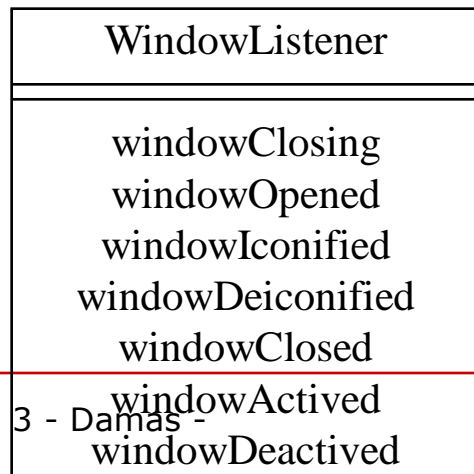 WindowListener
windowClosing
windowOpened
windowIconified
windowDeiconified
windowClosed
windowActived
3 - Damas -
windowDeactived